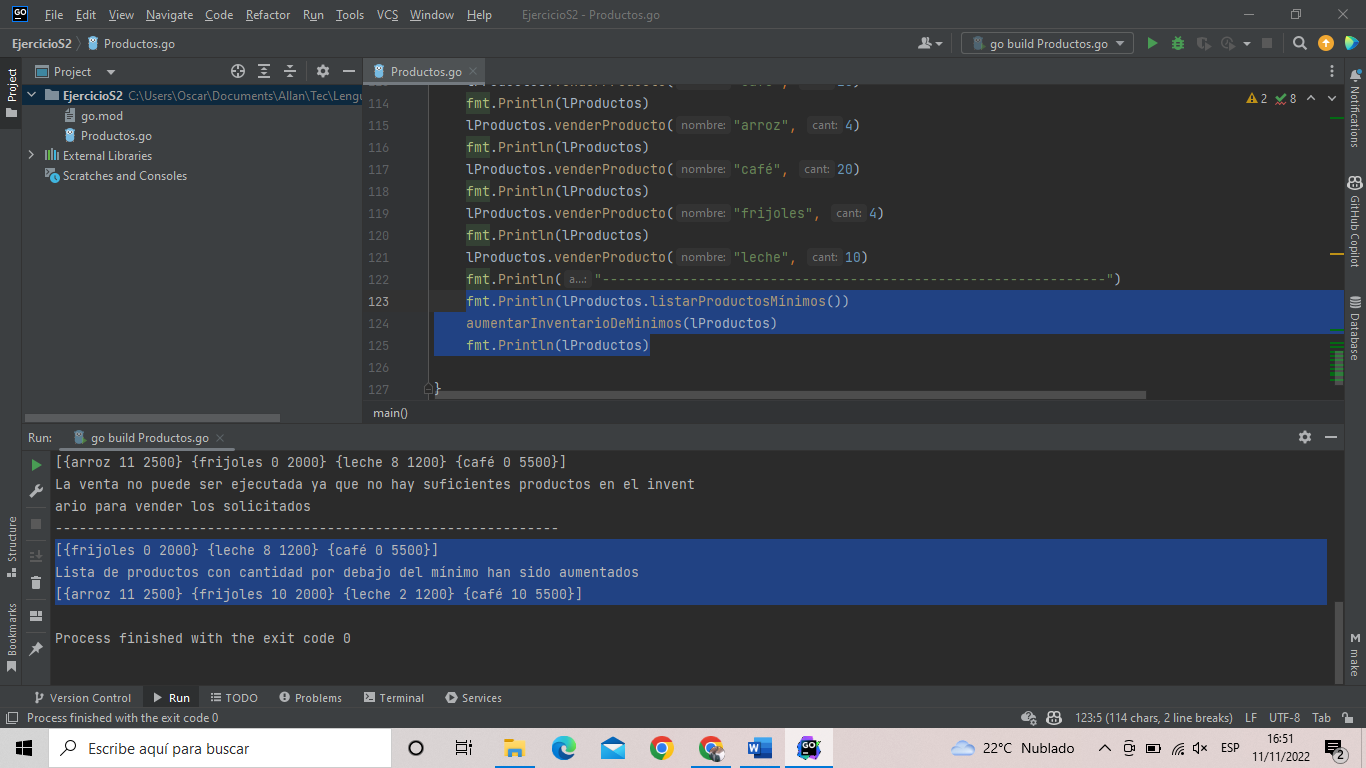 File Edit View Navigate Code Refactor Run Tools VCS Window Help EjercicioS2 - Productos.go
EjercicioS2 Productos.go go build Productos.go
Project Productos.go
EjercicioS2 C:\Users\Oscar\Documents\Allan\Tec\Lengu
go.mod
Productos.go
External Libraries
Scratches and Consoles
2 8
114 fmt.Println(lProductos)
115 lProductos.venderProducto( nombre: "arroz", cant: 4)
116 fmt.Println(lProductos)
117 lProductos.venderProducto( nombre: "café", cant: 20)
118 fmt.Println(lProductos)
119 lProductos.venderProducto( nombre: "frijoles", cant: 4)
120 fmt.Println(lProductos)
121 lProductos.venderProducto( nombre: "leche", cant: 10)
122 fmt.Println( a...: "---------------------------------------------------------------")
123 fmt.Println(lProductos.listarProductosMínimos())
124 aumentarInventarioDeMinimos(lProductos)
125 fmt.Println(lProductos)
126
127 }
main()
Run: go build Productos.go
[{arroz 11 2500} {frijoles 0 2000} {leche 8 1200} {café 0 5500}]
La venta no puede ser ejecutada ya que no hay suficientes productos en el invent
ario para vender los solicitados
---------------------------------------------------------------
[{frijoles 0 2000} {leche 8 1200} {café 0 5500}]
Lista de productos con cantidad por debajo del mínimo han sido aumentados
[{arroz 11 2500} {frijoles 10 2000} {leche 2 1200} {café 10 5500}]
Process finished with the exit code 0
Project
Structure
Bookmarks
Notifications
GitHub Copilot
Database
M make
Version Control Run TODO Problems Terminal Services
Process finished with the exit code 0 123:5 (114 chars, 2 line breaks) LF UTF-8 Tab
Escribe aquí para buscar 22°C Nublado ESP 16:51
11/11/2022 2